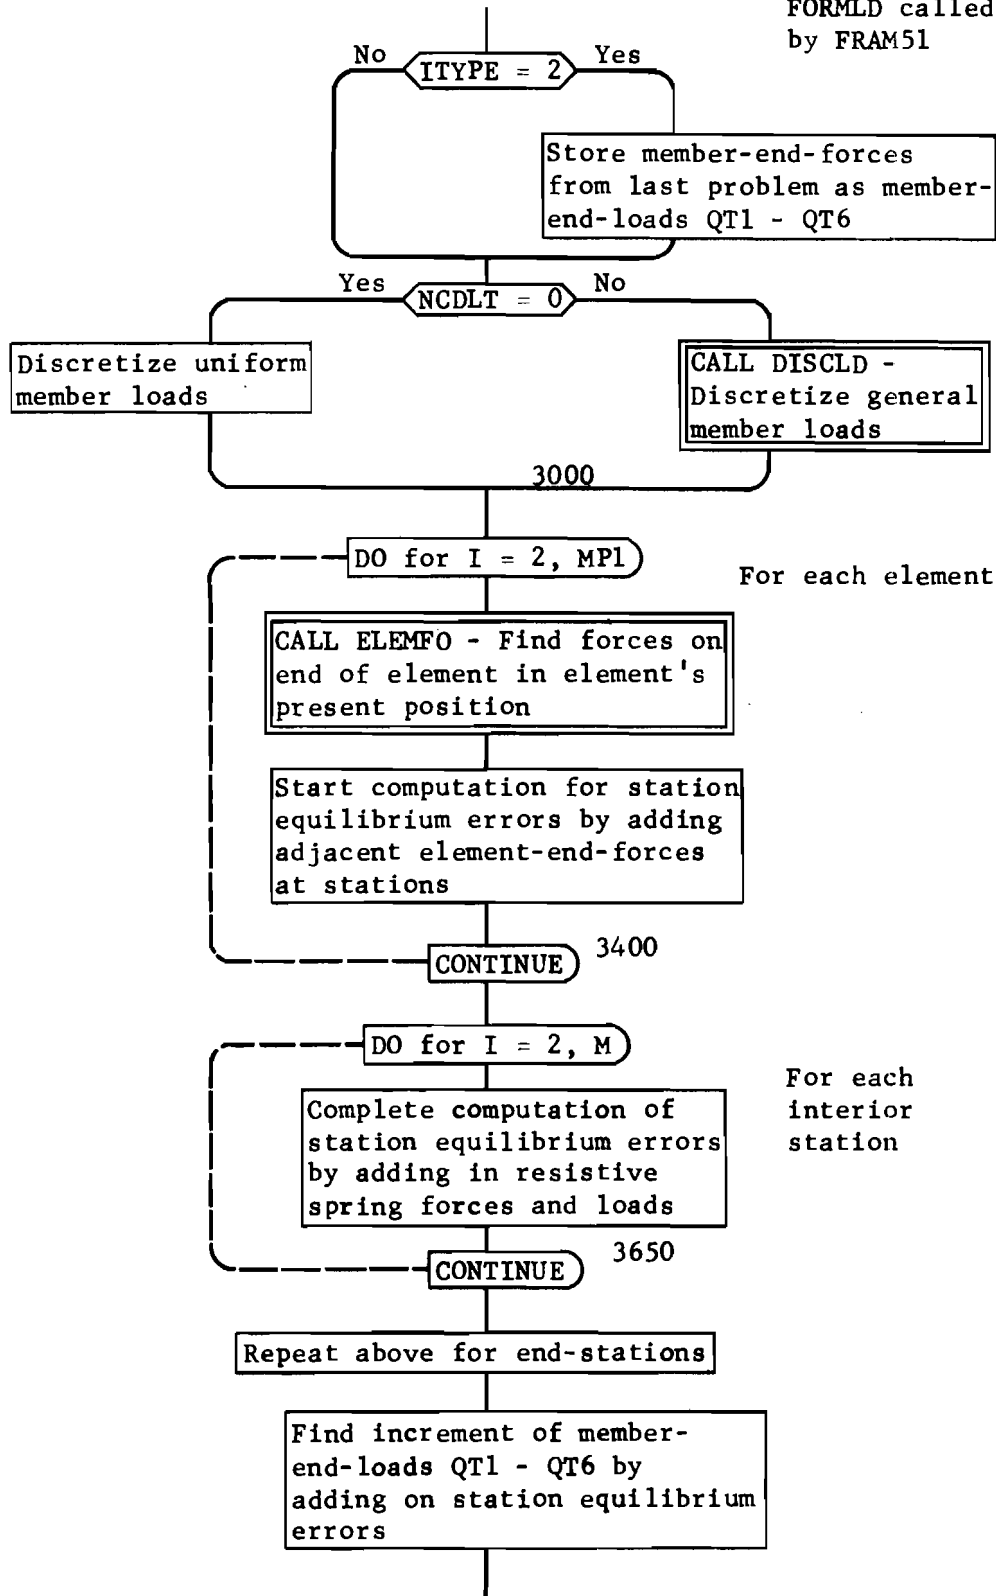 FORMLD called
by FRAM51
No
ITYPE = 2
Yes
Store member-end-forces
from last problem as member-
end-loads QT1 - QT6
Yes
NCDLT = 0
No
Discretize uniform
member loads
CALL DISCLD -
Discretize general
member loads
3000
DO for I = 2, MP1
For each element
CALL ELEMFO - Find forces on
end of element in element's
present position
Start computation for station
equilibrium errors by adding
adjacent element-end-forces
at stations
CONTINUE
3400
DO for I = 2, M
For each
interior
station
Complete computation of
station equilibrium errors
by adding in resistive
spring forces and loads
3650
CONTINUE
Repeat above for end-stations
Find increment of member-
end-loads QT1 - QT6 by
adding on station equilibrium
errors